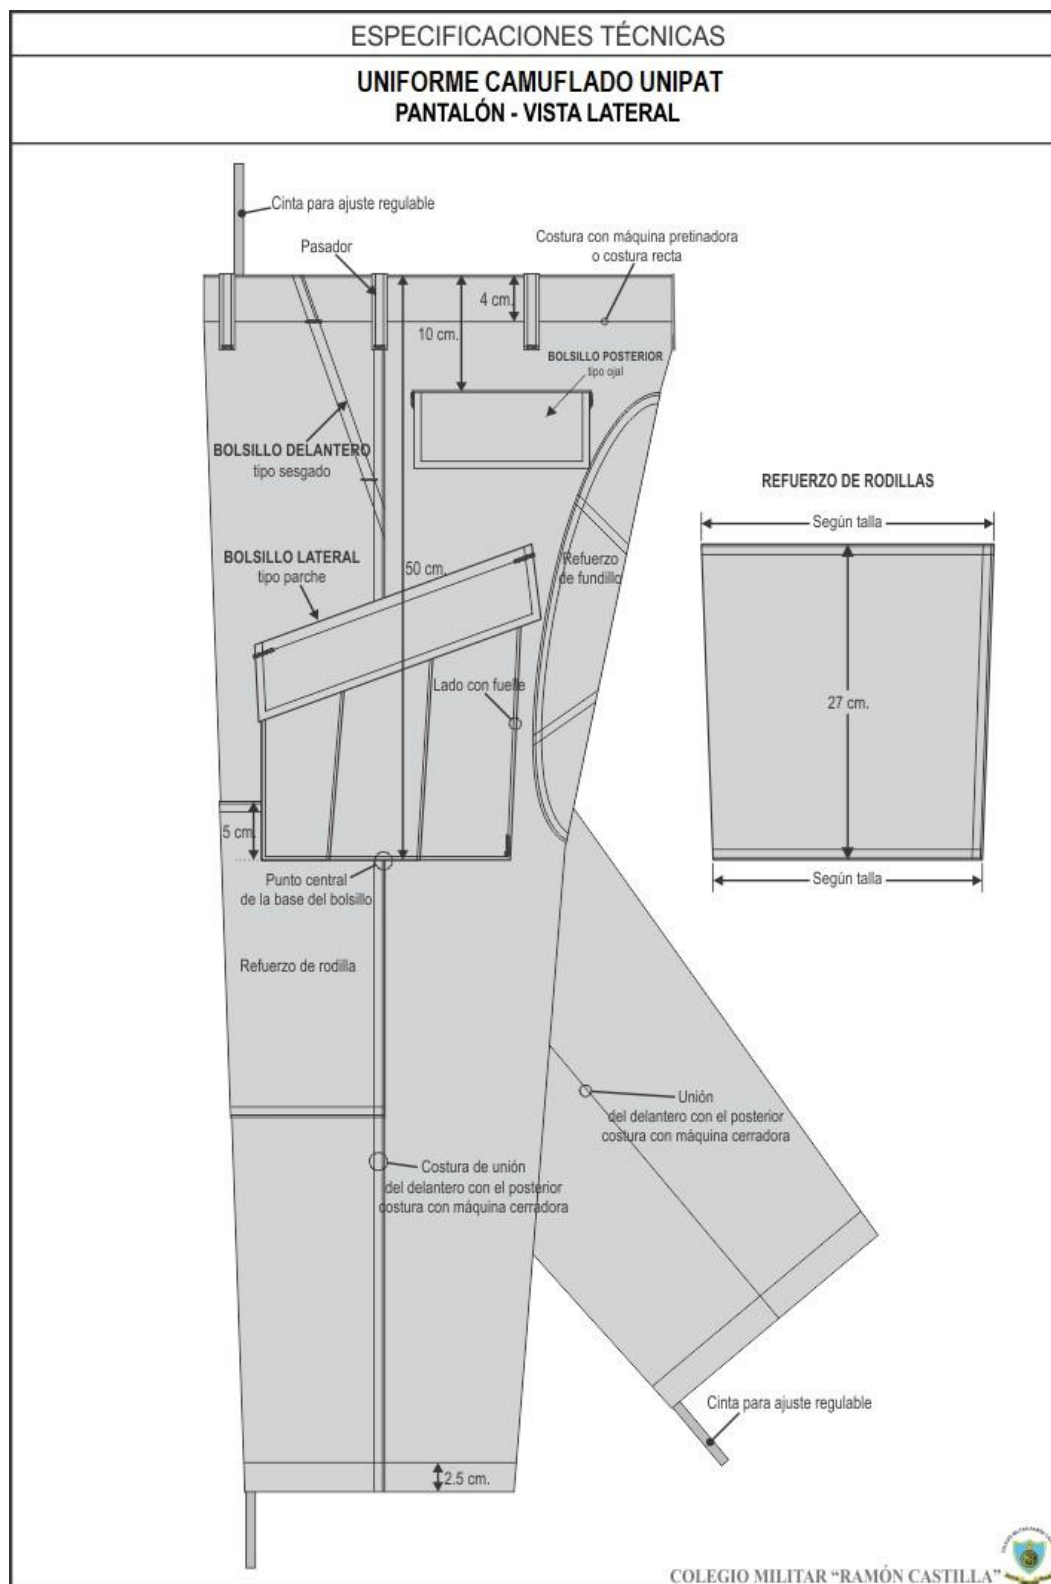 ESPECIFICACIONES TÉCNICAS
UNIFORME CAMUFLADO UNIPAT
PANTALÓN - VISTA LATERAL
Cinta para ajuste regulable
Pasador
Costura con máquina pretinadora
o costura recta
4 cm.
10 cm.
BOLSILLO POSTERIOR
tipo ojal
BOLSILLO DELANTERO
tipo sesgado
REFUERZO DE RODILLAS
Según talla
BOLSILLO LATERAL
tipo parche
50 cm.
Refuerzo
de fundillo
Lado con fuelle
27 cm.
5 cm.
Punto central
de la base del bolsillo
Según talla
Refuerzo de rodilla
Unión
del delantero con el posterior
costura con máquina cerradora
Costura de unión
del delantero con el posterior
costura con máquina cerradora
Cinta para ajuste regulable
2.5 cm.
COLEGIO MILITAR “RAMÓN CASTILLA”